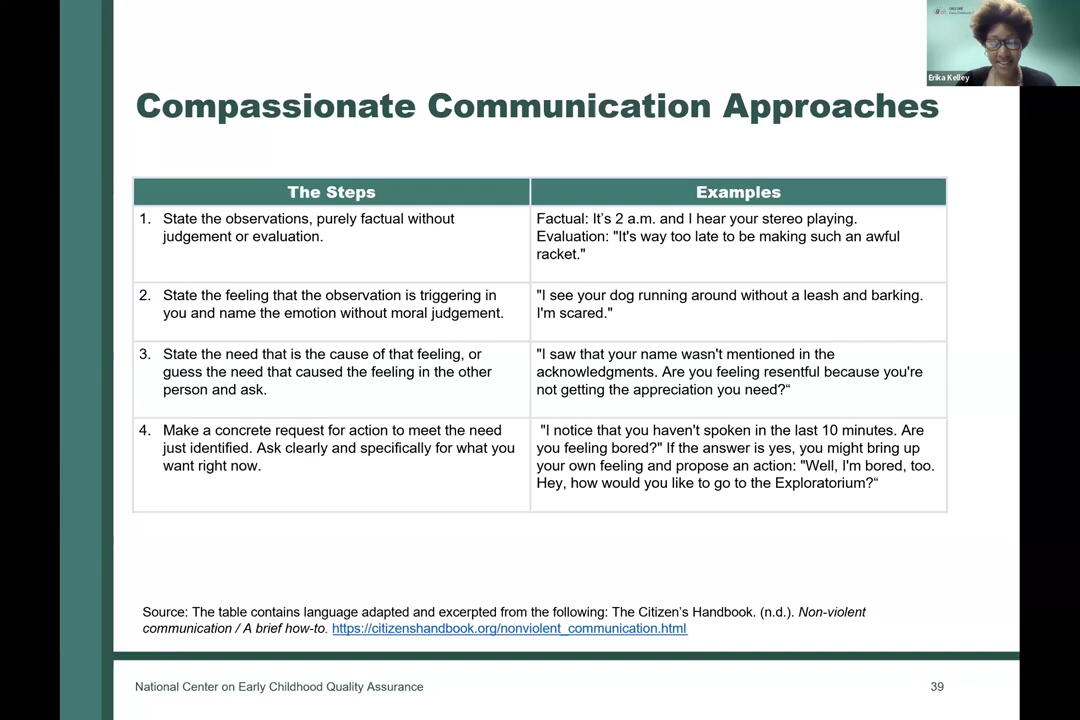 Erika Kelley
Compassionate Communication Approaches
The Steps
Examples
1. State the observations, purely factual without
judgement or evaluation.
Factual: It’s 2 a.m. and I hear your stereo playing.
Evaluation: "It's way too late to be making such an awful
racket."
2. State the feeling that the observation is triggering in
you and name the emotion without moral judgement.
"I see your dog running around without a leash and barking.
I'm scared."
3. State the need that is the cause of that feeling, or
guess the need that caused the feeling in the other
person and ask.
"I saw that your name wasn't mentioned in the
acknowledgments. Are you feeling resentful because you're
not getting the appreciation you need?“
4. Make a concrete request for action to meet the need
just identified. Ask clearly and specifically for what you
want right now.
"I notice that you haven't spoken in the last 10 minutes. Are
you feeling bored?" If the answer is yes, you might bring up
your own feeling and propose an action: "Well, I'm bored, too.
Hey, how would you like to go to the Exploratorium?“
Source: The table contains language adapted and excerpted from the following: The Citizen’s Handbook. (n.d.). Non-violent
communication / A brief how-to. https://citizenshandbook.org/nonviolent_communication.html
National Center on Early Childhood Quality Assurance
39